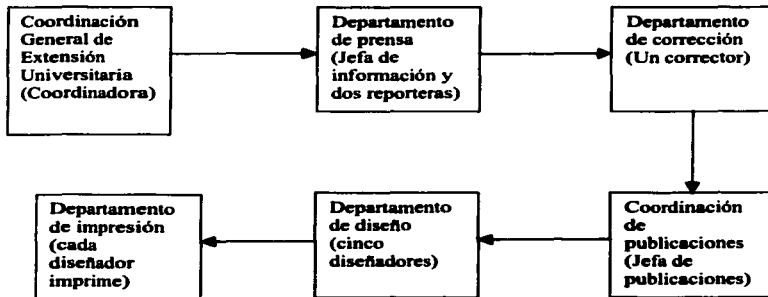 Coordinación
General de
Extensión
Universitaria
(Coordinadora)
Departamento
de prensa
(Jefa de
información y
dos reporteras)
Departamento
de corrección
(Un corrector)
Coordinación
de
publicaciones
(Jefa de
publicaciones)
Departamento
de diseño
(cinco
diseñadores)
Departamento
de impresión
(cada
diseñador
imprime)